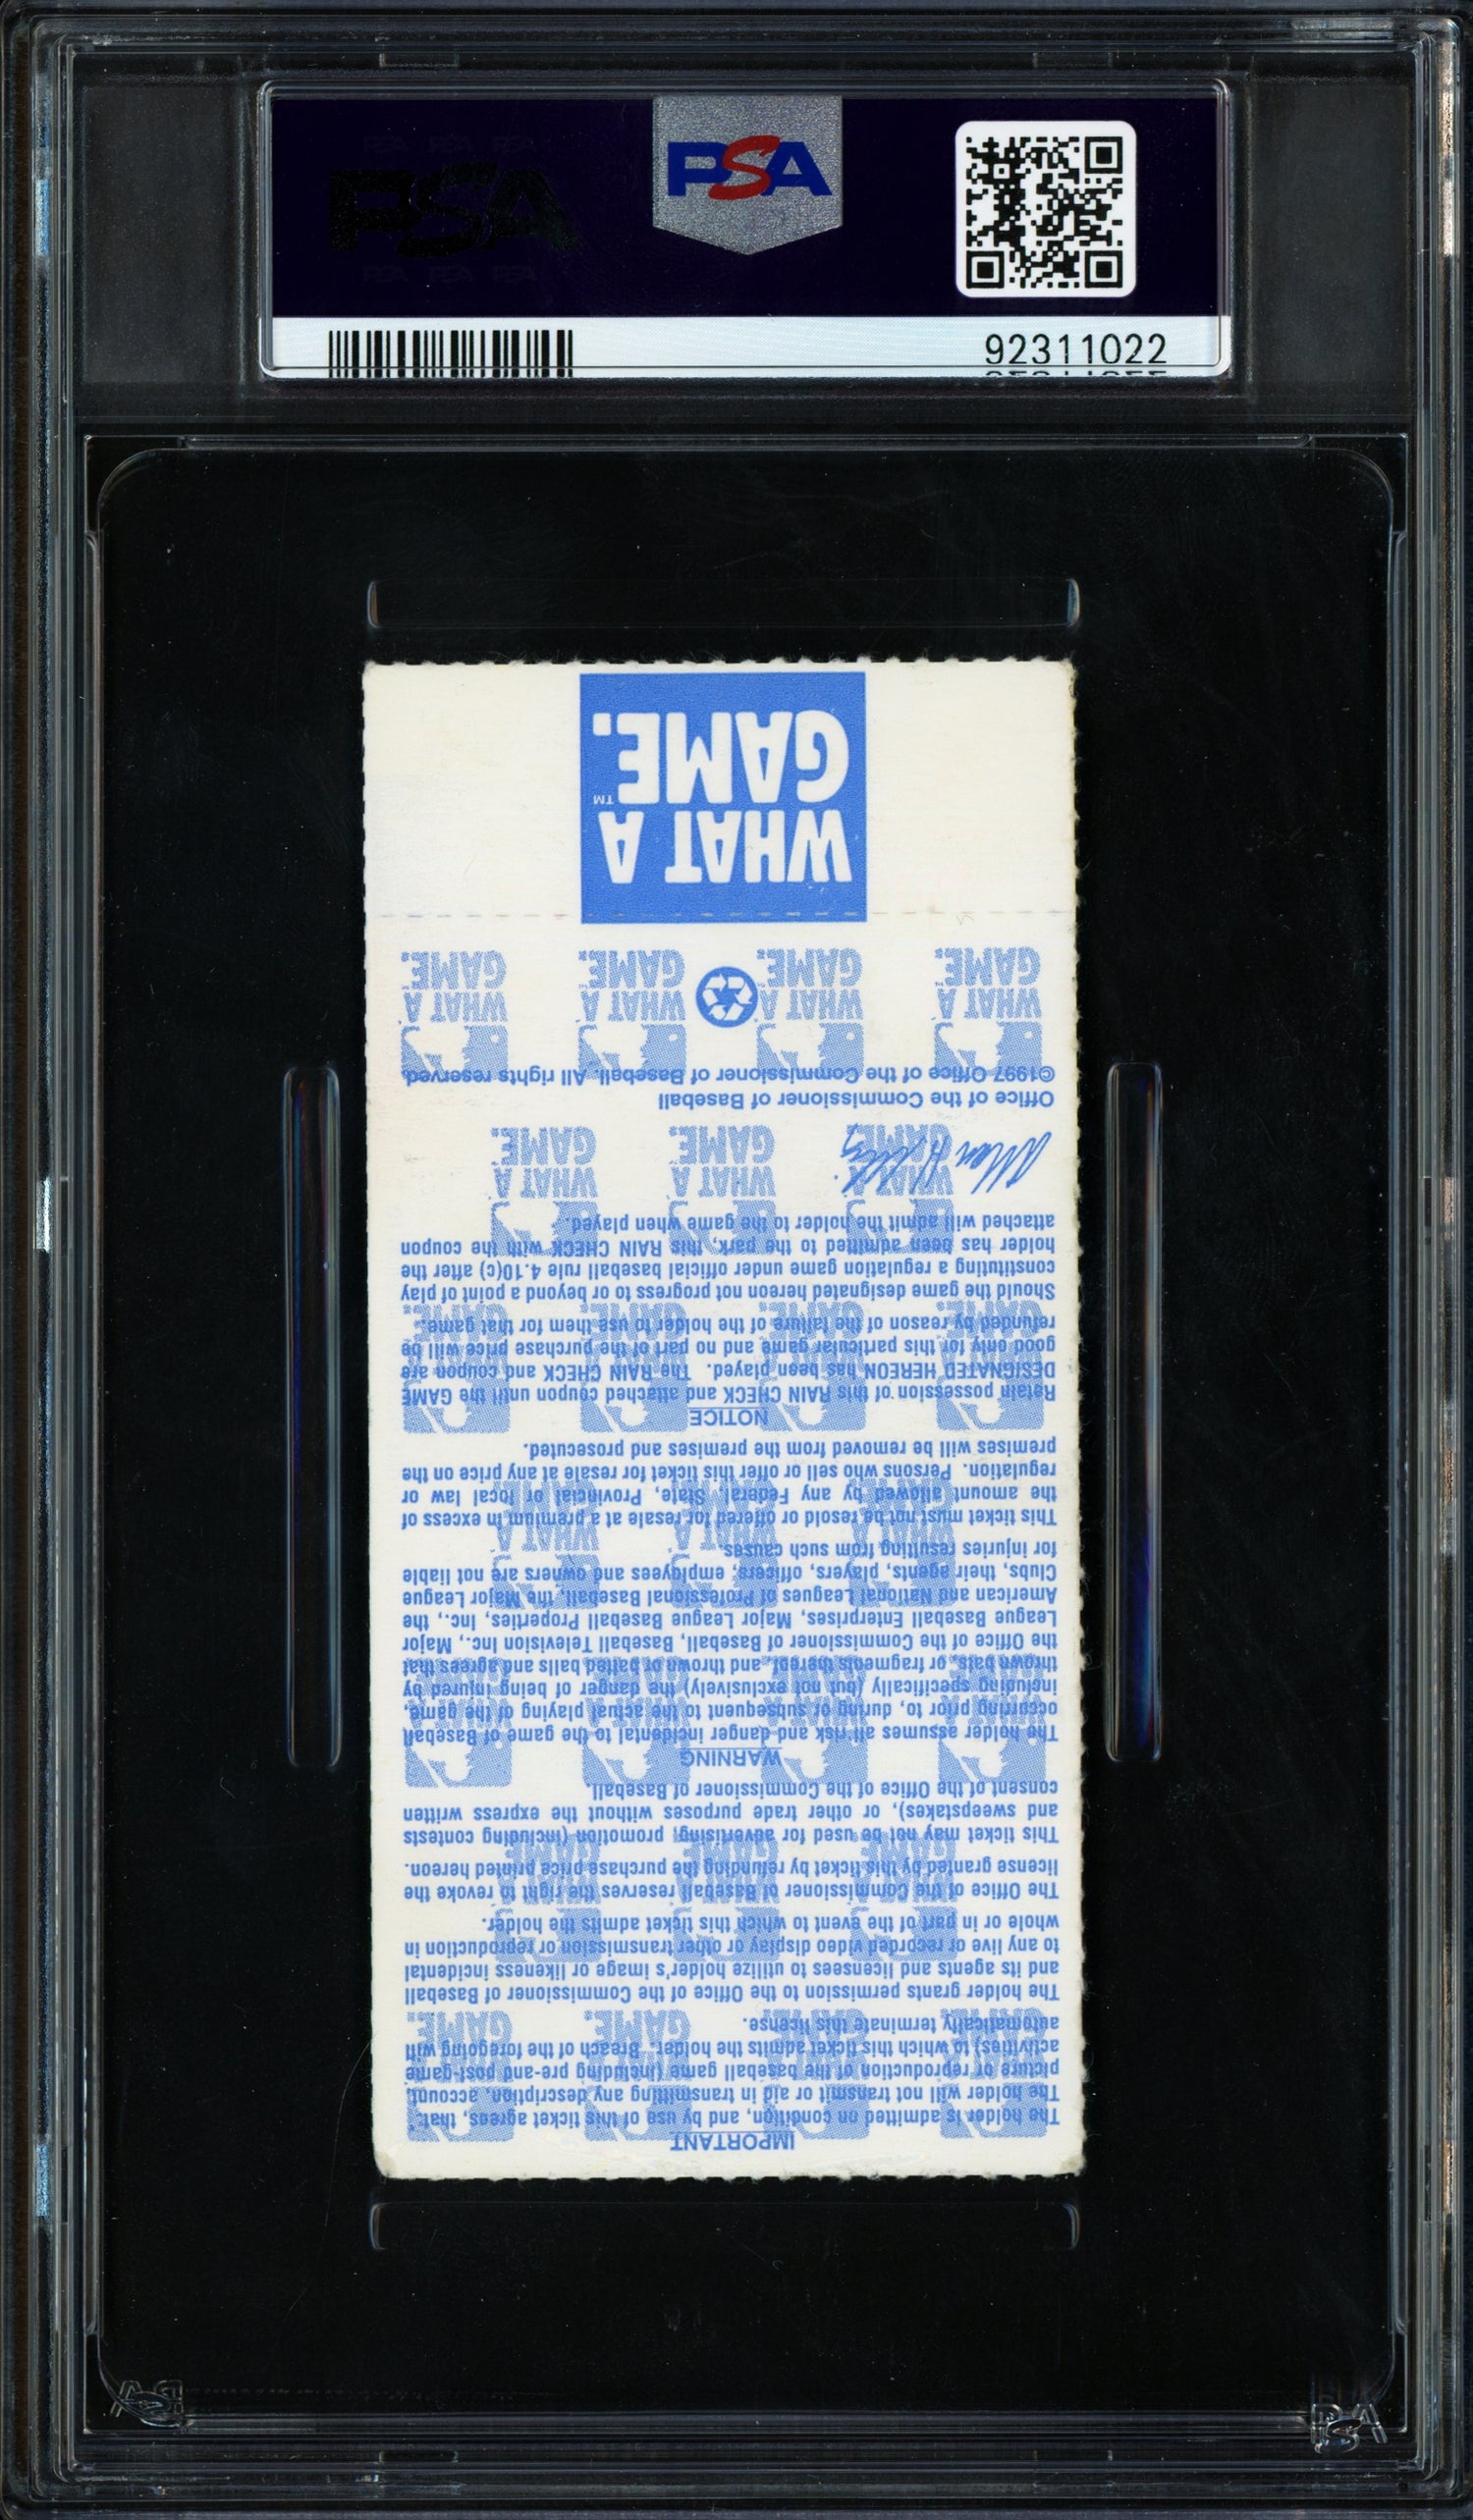 PSA
PSA
92311022
IMPORTANT
The holder is admitted on condition, and by use of this ticket agrees, that:
The holder will not transmit or aid in transmitting any description, account,
picture or reproduction of the baseball game (including pre-and post-game
activities) to which this ticket admits the holder. Breach of the foregoing will
automatically terminate this license.
The holder grants permission to the Office of the Commissioner of Baseball
and its agents and licensees to utilize holder's image or likeness incidental
to any live or recorded video display or other transmission or reproduction in
whole or in part of the event to which this ticket admits the holder.
The Office of the Commissioner of Baseball reserves the right to revoke the
license granted by this ticket by refunding the purchase price printed hereon.
This ticket may not be used for advertising, promotion (including contests
and sweepstakes), or other trade purposes without the express written
consent of the Office of the Commissioner of Baseball.
WARNING
The holder assumes all risk and danger incidental to the game of Baseball
occurring prior to, during or subsequent to the actual playing of the game,
including specifically (but not exclusively) the danger of being injured by
thrown bats, or fragments thereof, and thrown or batted balls and agrees that
the Office of the Commissioner of Baseball, Baseball Television Inc., Major
League Baseball Enterprises, Major League Baseball Properties, Inc., the
American and National Leagues of Professional Baseball, the Major League
Clubs, their agents, players, officers, employees and owners are not liable
for injuries resulting from such causes.
This ticket must not be resold or offered for resale at a premium in excess of
the amount allowed by any Federal, State, Provincial or local law or
regulation. Persons who sell or offer this ticket for resale at any price on the
premises will be removed from the premises and prosecuted.
NOTICE
Retain possession of this RAIN CHECK and attached coupon until the GAME
DESIGNATED HEREON has been played. The RAIN CHECK and coupon are
good only for this particular game and no part of the purchase price will be
refunded by reason of the failure of the holder to use them for that game.
Should the game designated hereon not progress to or beyond a point of play
constituting a regulation game under official baseball rule 4.10(c) after the
holder has been admitted to the park, this RAIN CHECK with the coupon
attached will admit the holder to the game when played.
Office of the Commissioner of Baseball
©1997 Office of the Commissioner of Baseball. All rights reserved.
WHAT A GAME. WHAT A GAME. WHAT A GAME. WHAT A GAME.
WHAT A
GAME.™